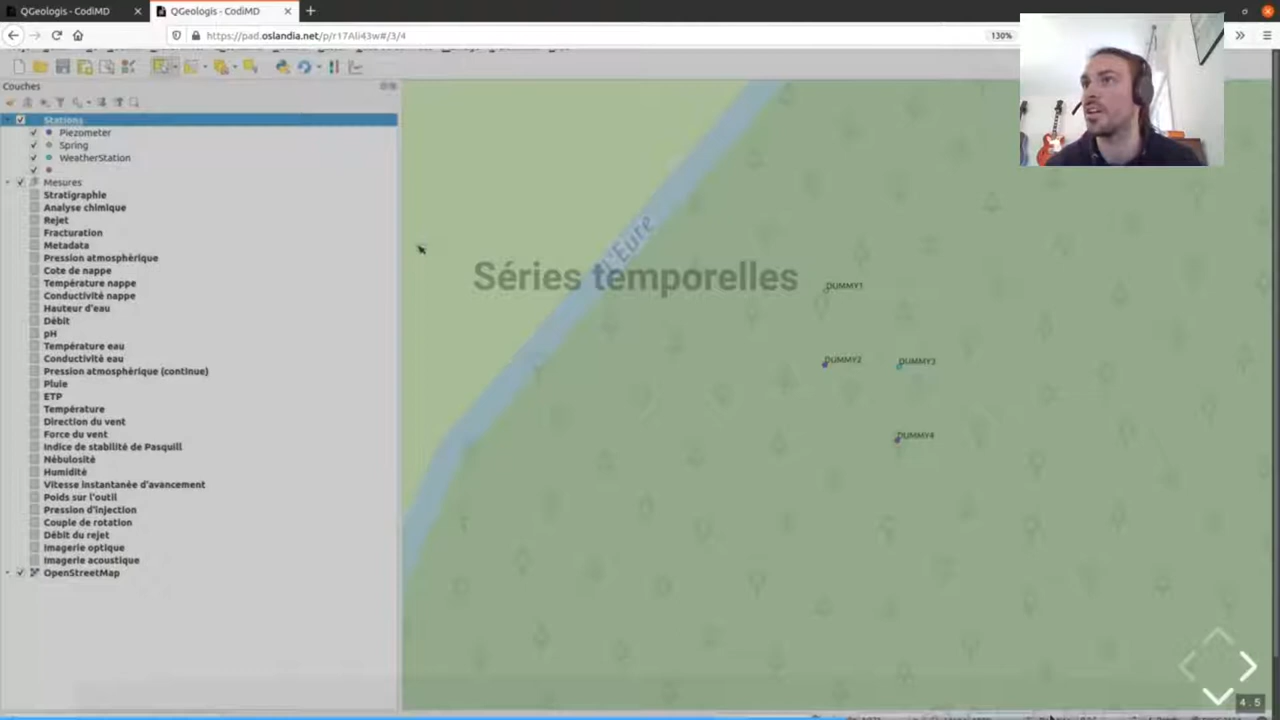 QGeologis - CodiMD
QGeologis - CodiMD
https://pad.oslandia.net/p/r17Ali43w#/3/4
130%
Couches
Stations
Piezometer
Spring
WeatherStation
Mesures
Stratigraphie
Analyse chimique
Rejet
Fracturation
Metadata
Pression atmosphérique
Cote de nappe
Température nappe
Conductivité nappe
Hauteur d'eau
Débit
pH
Température eau
Conductivité eau
Pression atmosphérique (continue)
Pluie
ETP
Température
Direction du vent
Force du vent
Indice de stabilité de Pasquill
Nébulosité
Humidité
Vitesse instantanée d'avancement
Poids sur l'outil
Pression d'injection
Couple de rotation
Débit du rejet
Imagerie optique
Imagerie acoustique
OpenStreetMap
L'Eure
Séries temporelles
DUMMY1
DUMMY2
DUMMY3
DUMMY4
4.5